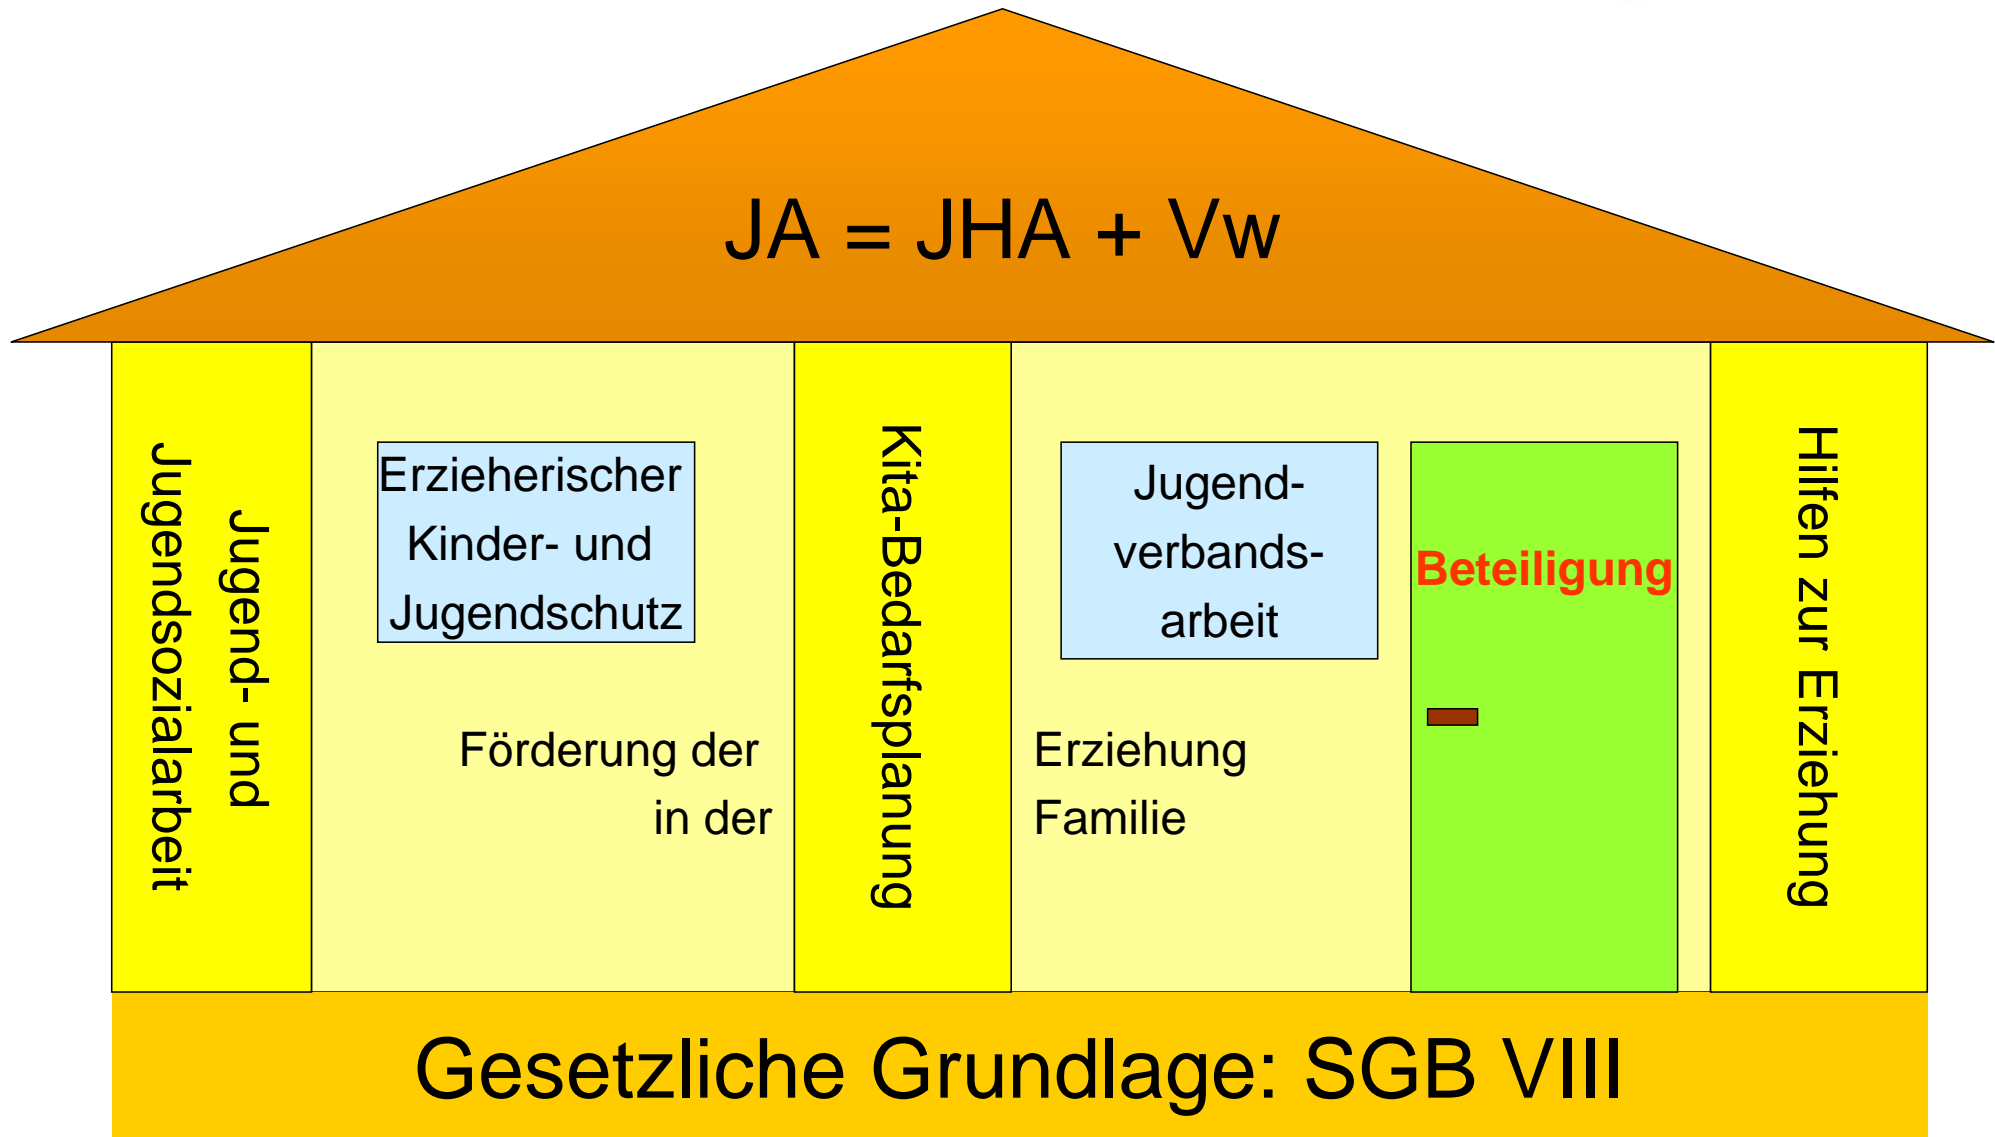 JA = JHA + Vw
Jugend- und
Jugendsozialarbeit
Erzieherischer
Kinder- und
Jugendschutz
Förderung der
in der
Kita-Bedarfsplanung
Jugend-
verbands-
arbeit
Erziehung
Familie
Beteiligung
Hilfen zur Erziehung
Gesetzliche Grundlage: SGB VIII